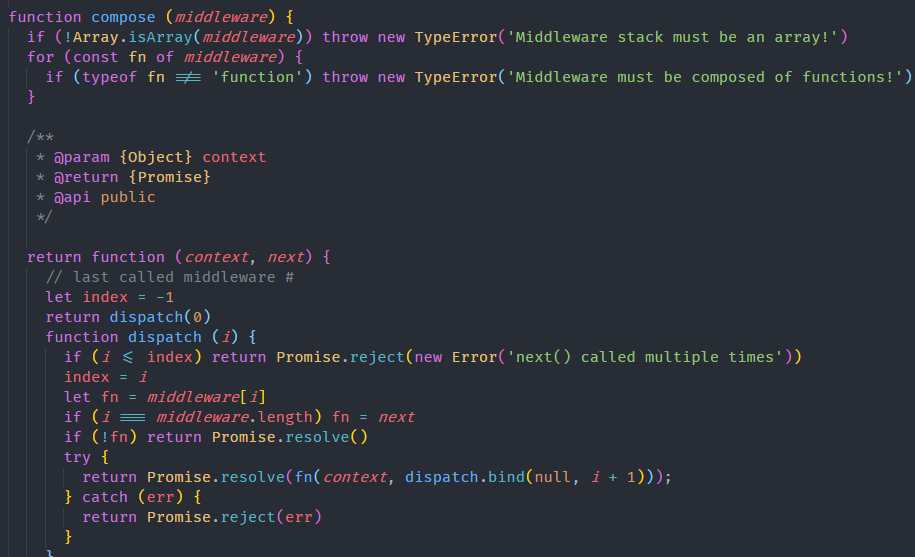 function compose (middleware) {
  if (!Array.isArray(middleware)) throw new TypeError('Middleware stack must be an array!')
  for (const fn of middleware) {
    if (typeof fn !== 'function') throw new TypeError('Middleware must be composed of functions!')
  }

  /**
   * @param {Object} context
   * @return {Promise}
   * @api public
   */

  return function (context, next) {
    // last called middleware #
    let index = -1
    return dispatch(0)
    function dispatch (i) {
      if (i <= index) return Promise.reject(new Error('next() called multiple times'))
      index = i
      let fn = middleware[i]
      if (i === middleware.length) fn = next
      if (!fn) return Promise.resolve()
      try {
        return Promise.resolve(fn(context, dispatch.bind(null, i + 1)));
      } catch (err) {
        return Promise.reject(err)
      }
    }